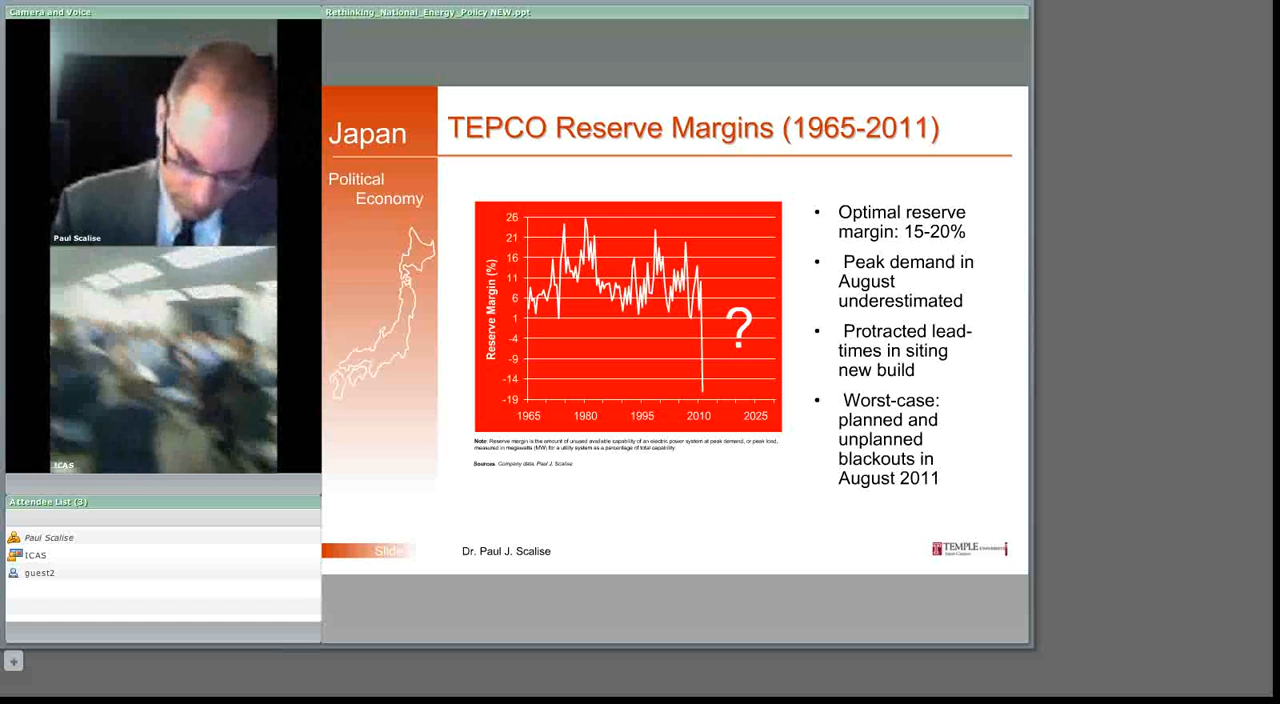 Camera and Voice
Rethinking_National_Energy_Policy NEW.ppt
Paul Scalise
ICAS
Attendee List (3)
Paul Scalise
ICAS
guest2
Japan
Political
Economy
TEPCO Reserve Margins (1965-2011)
Reserve Margin (%)
26
21
16
11
6
1
-4
-9
-14
-19
1965 1980 1995 2010 2025
?
Note: Reserve margin is the amount of unused available capability of an electric power system at peak demand, or peak load,
measured in megawatts (MW) for a utility system as a percentage of total capability.
Sources: Company data, Paul J. Scalise
• Optimal reserve
margin: 15-20%
• Peak demand in
August
underestimated
• Protracted lead-
times in siting
new build
• Worst-case:
planned and
unplanned
blackouts in
August 2011
Slide
Dr. Paul J. Scalise
TEMPLE UNIVERSITY